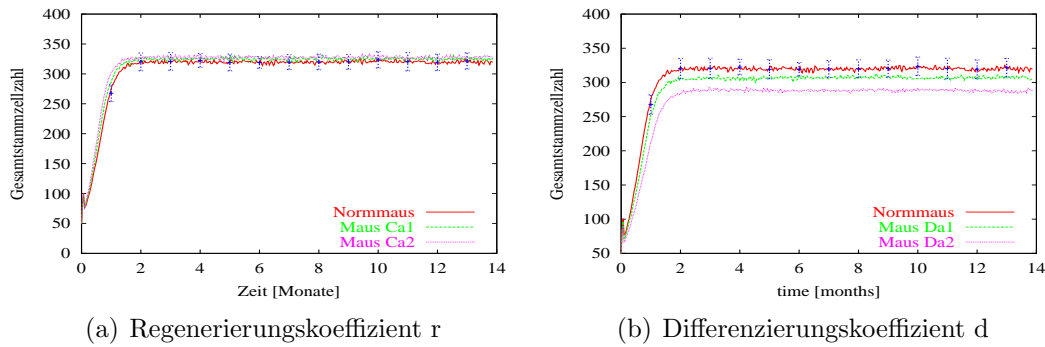 400
350
300
250
200
150
100
50
0
Gesamtstammzellzahl
Normmaus
Maus Ca1
Maus Ca2
0 2 4 6 8 10 12 14
Zeit [Monate]
(a) Regenerierungskoeffizient r
400
350
300
250
200
150
100
50
Gesamtstammzellzahl
Normmaus
Maus Da1
Maus Da2
0 2 4 6 8 10 12 14
time [months]
(b) Differenzierungskoeffizient d